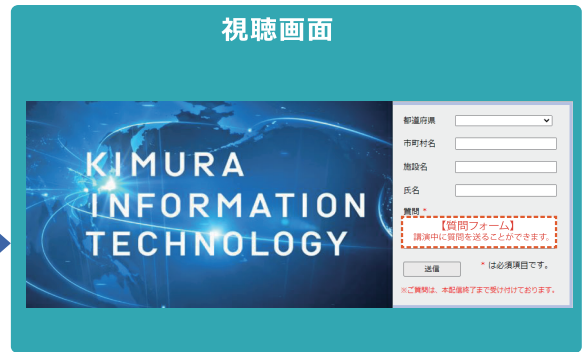 視聴画面
KIMURA
INFORMATION
TECHNOLOGY
都道府県
市町村名
施設名
氏名
質問 *
【質問フォーム】
講演中に質問を送ることができます。
送信
* は必須項目です。
※ご質問は、本配信終了まで受け付けております。